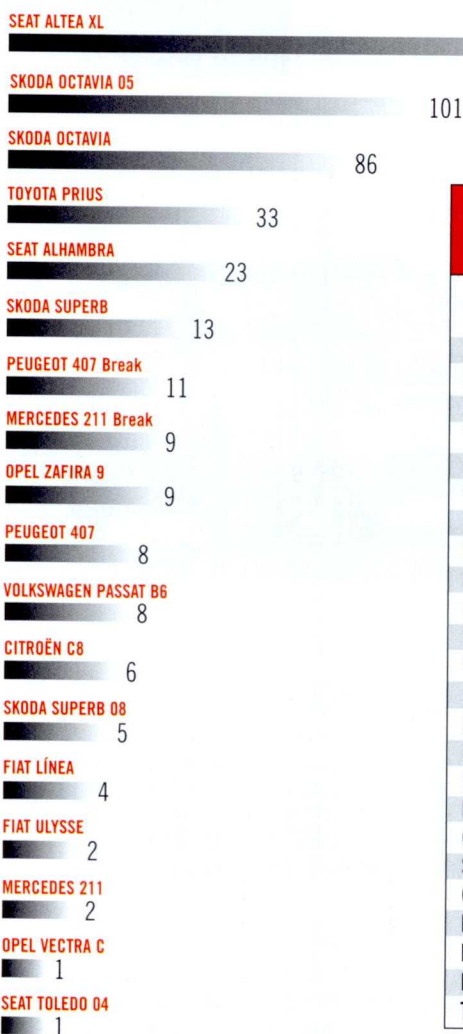 SEAT ALTEA XL
SKODA OCTAVIA 05
101
SKODA OCTAVIA
86
TOYOTA PRIUS
33
SEAT ALHAMBRA
23
SKODA SUPERB
13
PEUGEOT 407 Break
11
MERCEDES 211 Break
9
OPEL ZAFIRA 9
9
PEUGEOT 407
8
VOLKSWAGEN PASSAT B6
8
CITROËN C8
6
SKODA SUPERB 08
5
FIAT LÍNEA
4
FIAT ULYSSE
2
MERCEDES 211
2
OPEL VECTRA C
1
SEAT TOLEDO 04
1